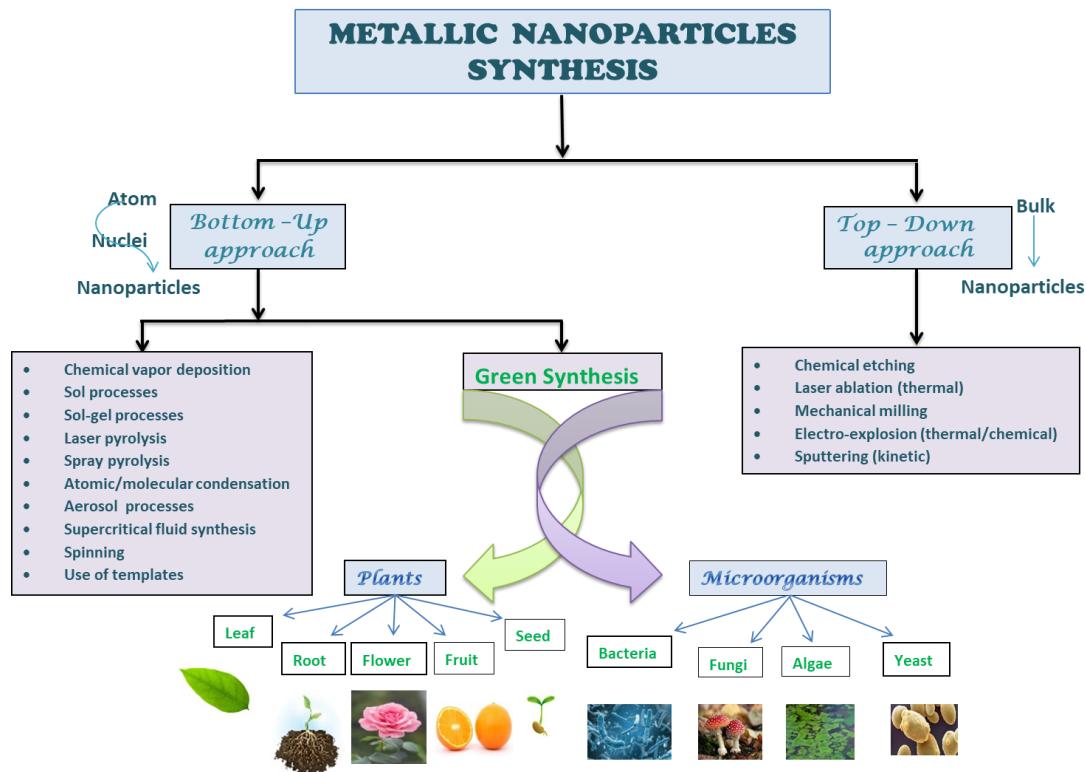 METALLIC NANOPARTICLES
SYNTHESIS
Atom
Nuclei
Nanoparticles
Bottom –Up
approach
Top – Down
approach
Bulk
Nanoparticles
• Chemical vapor deposition
• Sol processes
• Sol-gel processes
• Laser pyrolysis
• Spray pyrolysis
• Atomic/molecular condensation
• Aerosol processes
• Supercritical fluid synthesis
• Spinning
• Use of templates
Green Synthesis
• Chemical etching
• Laser ablation (thermal)
• Mechanical milling
• Electro-explosion (thermal/chemical)
• Sputtering (kinetic)
Plants
Leaf
Root
Flower
Fruit
Seed
Microorganisms
Bacteria
Fungi
Algae
Yeast